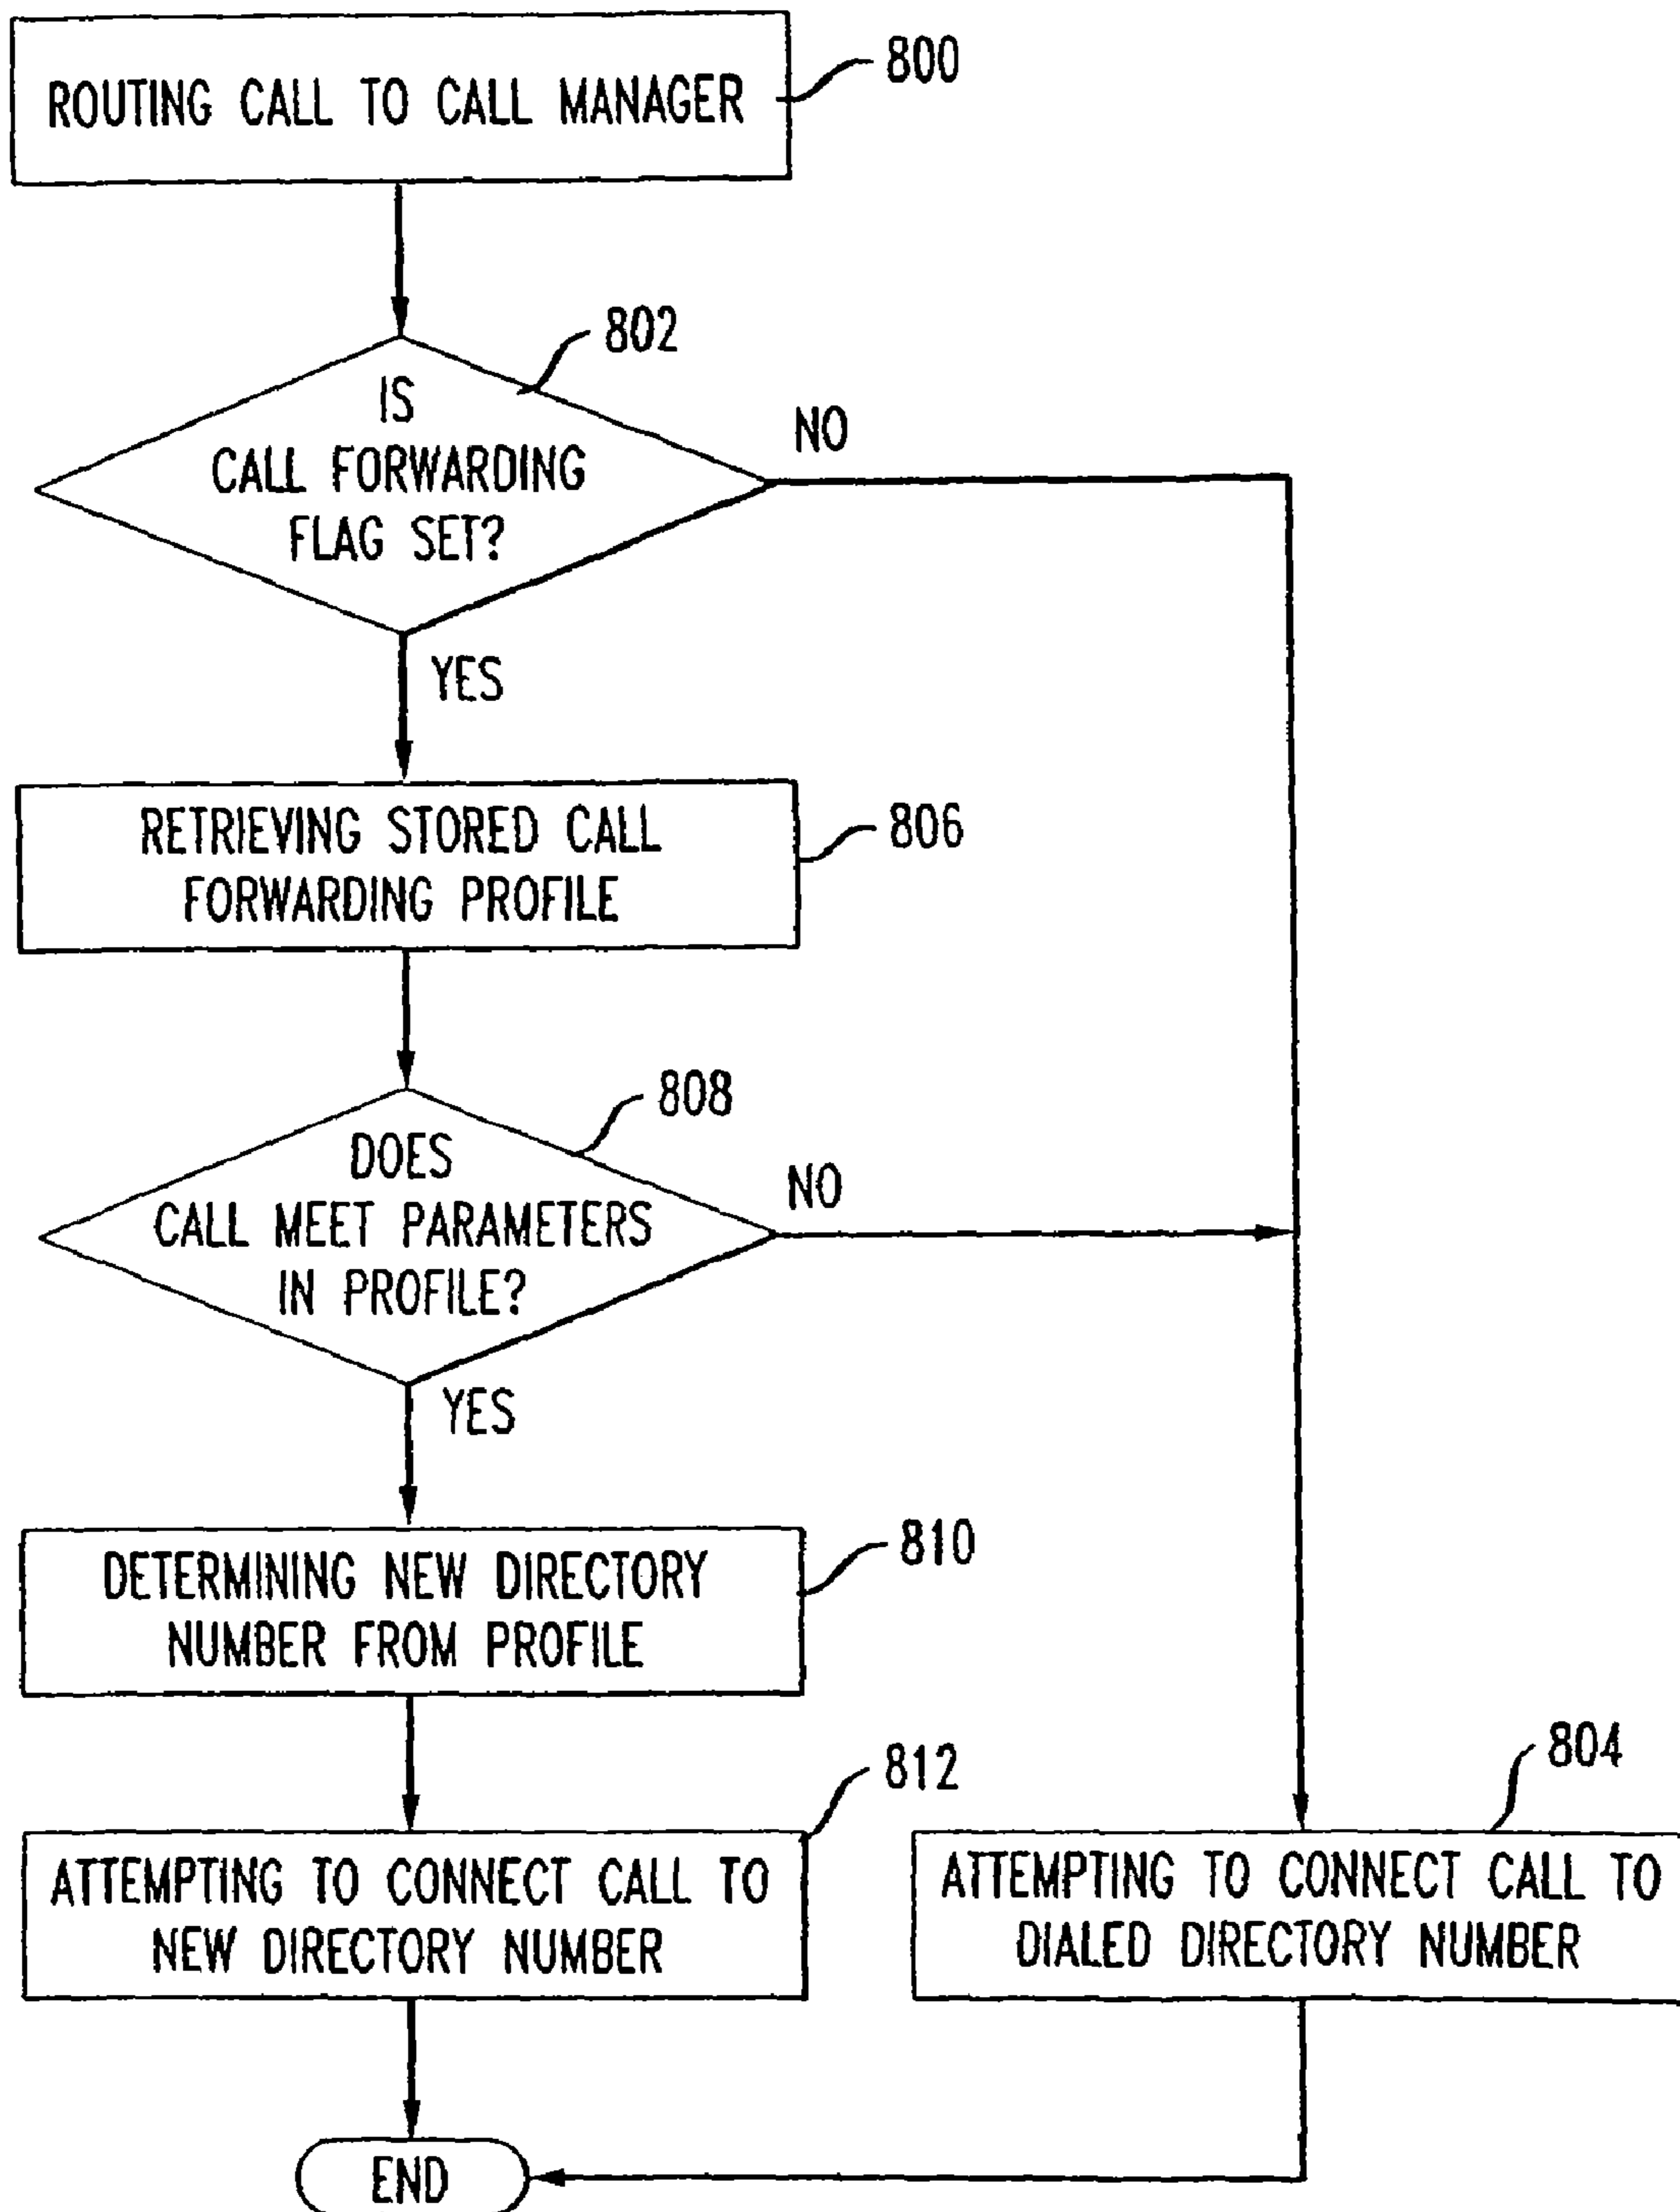 ROUTING CALL TO CALL MANAGER
800
802
IS
CALL FORWARDING
FLAG SET?
NO
YES
RETRIEVING STORED CALL
FORWARDING PROFILE
806
808
DOES
CALL MEET PARAMETERS
IN PROFILE?
NO
YES
DETERMINING NEW DIRECTORY
NUMBER FROM PROFILE
810
812
ATTEMPTING TO CONNECT CALL TO
NEW DIRECTORY NUMBER
804
ATTEMPTING TO CONNECT CALL TO
DIALED DIRECTORY NUMBER
END